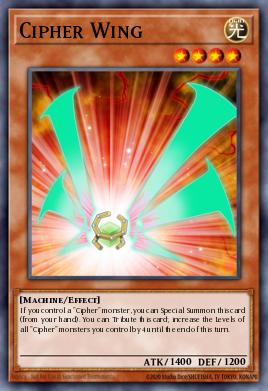 CIPHER WING
光
[MACHINE/EFFECT]
If you control a "Cipher" monster, you can Special Summon this card
(from your hand). You can Tribute this card; increase the levels
of all "Cipher" monsters you control by 4 until the end of this turn.
ATK/1400 DEF/1200
©2020 Studio Dice/SHUEISHA, TV TOKYO, KONAMI